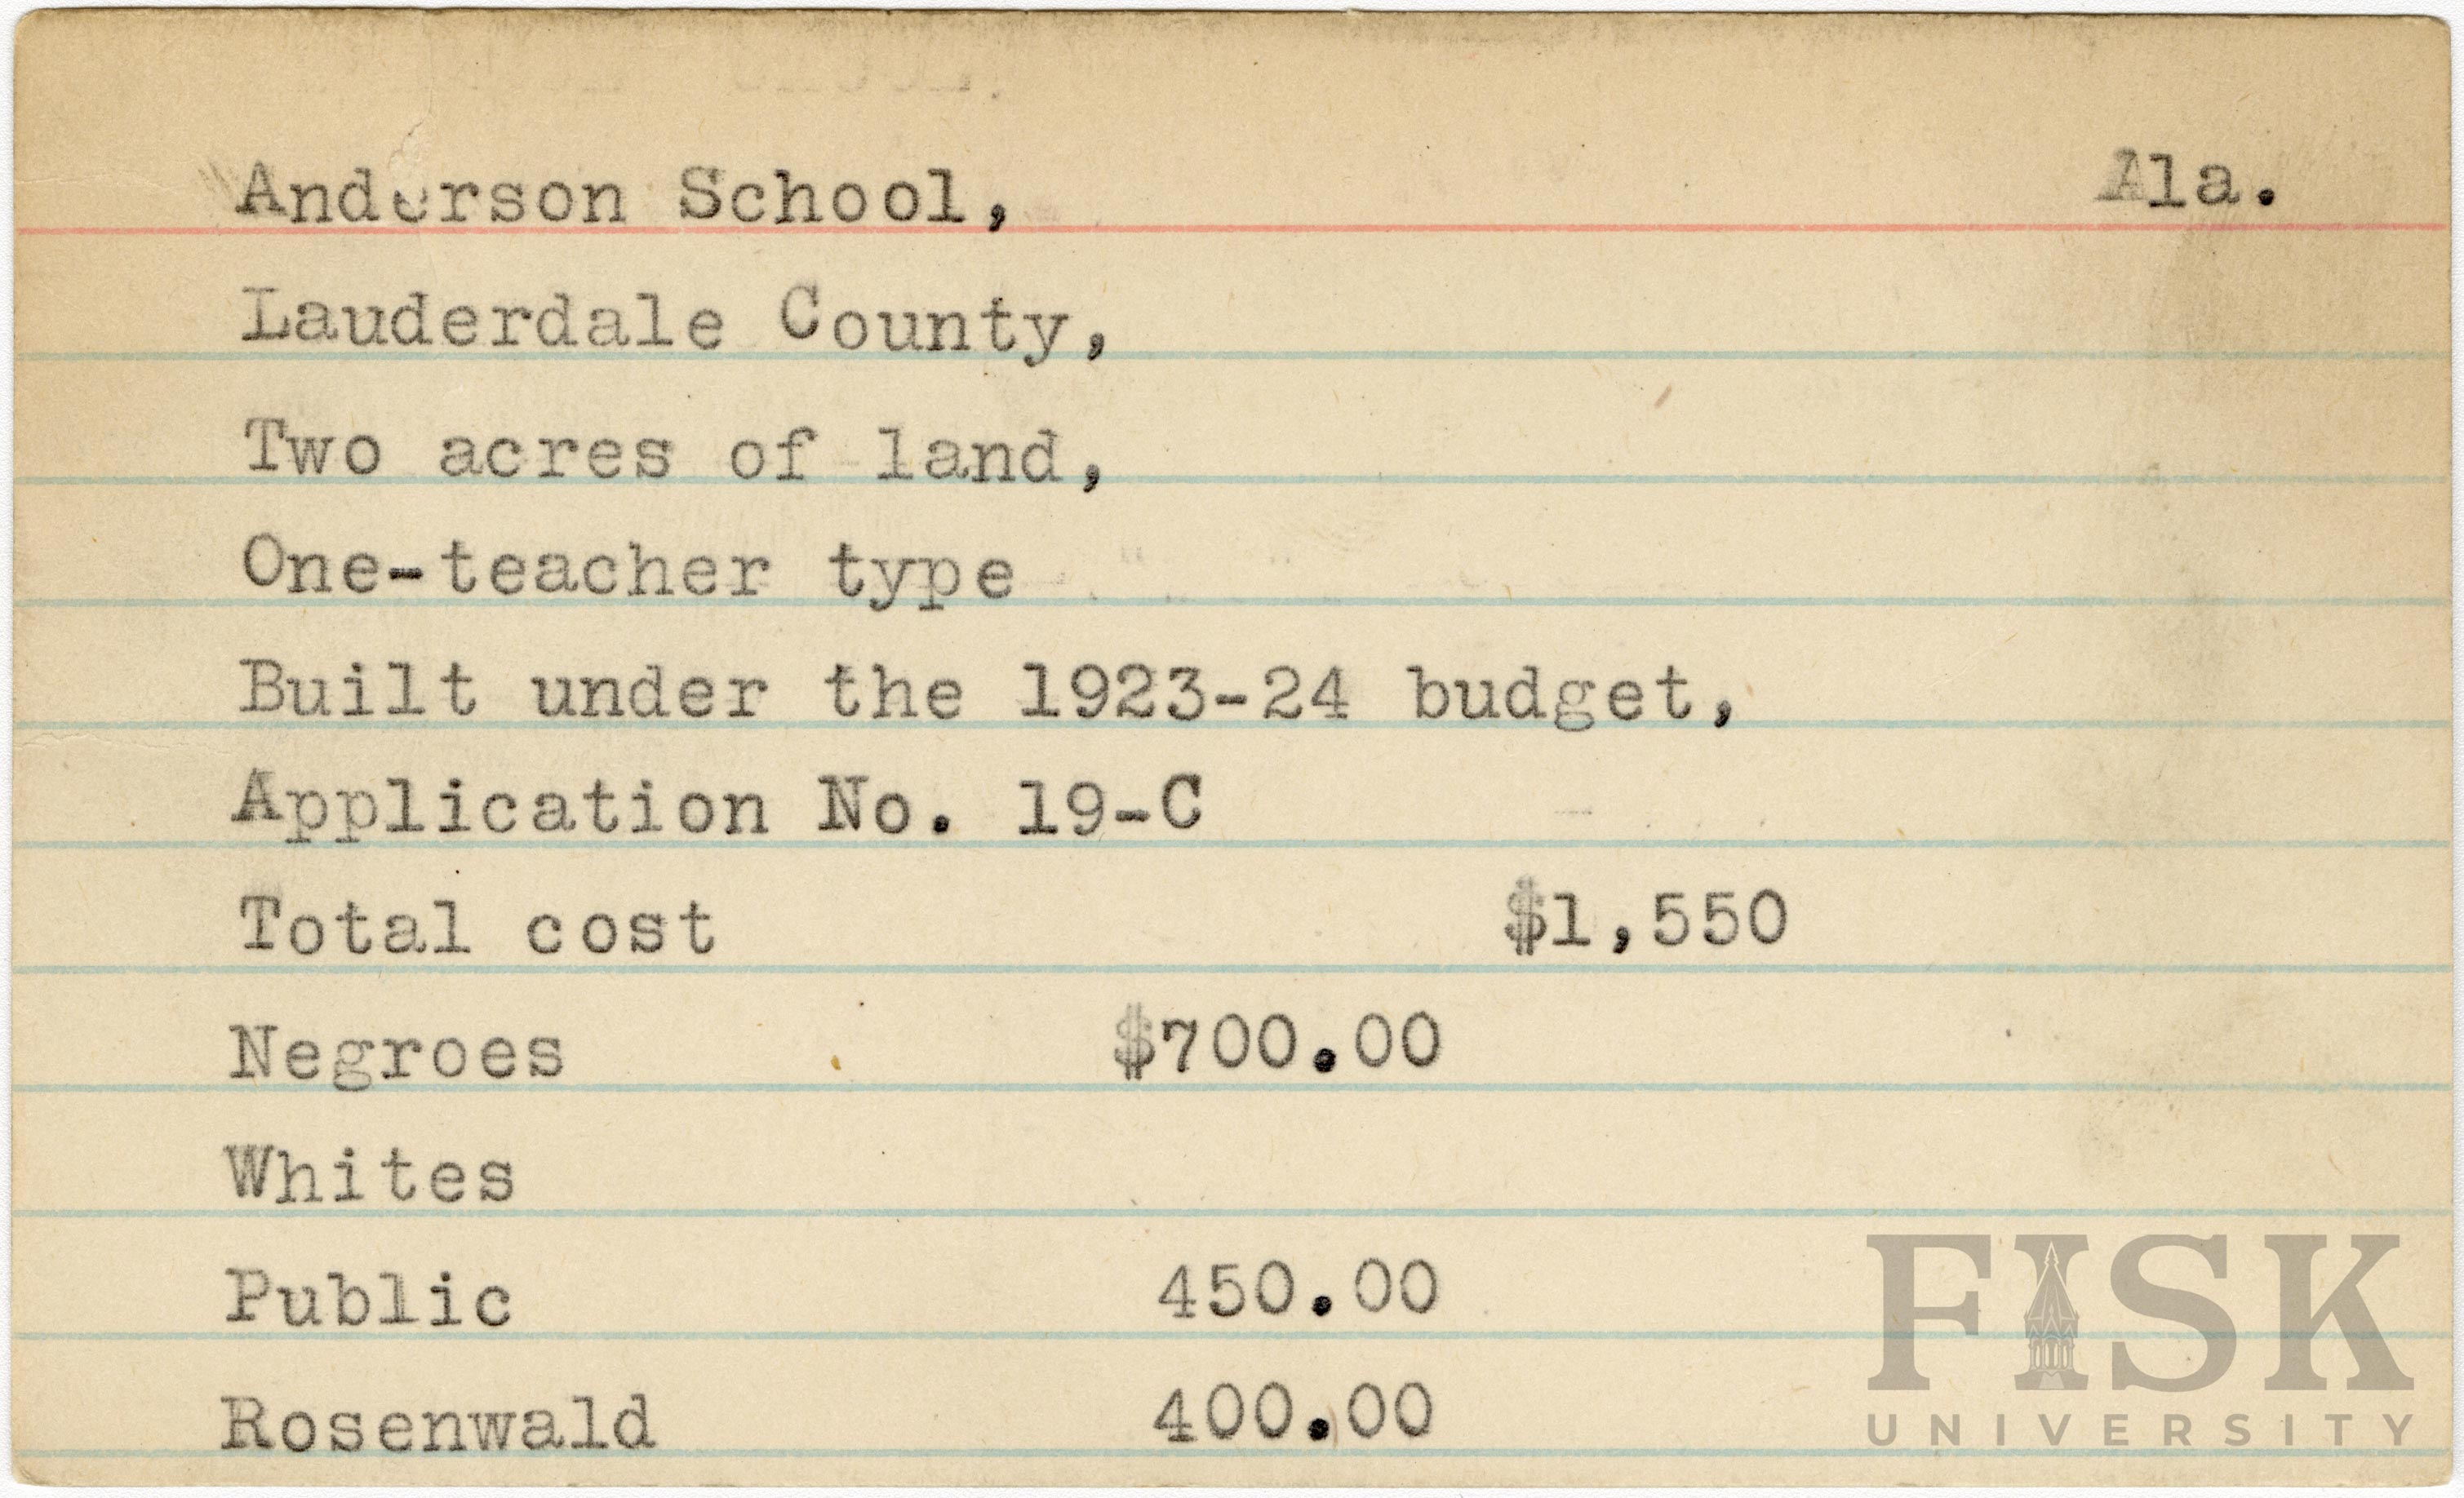 Anderson School, Ala.
Lauderdale County,
Two acres of land,
One-teacher type
Built under the 1923-24 budget,
Application No. 19-C
Total cost $1,550
Negroes $700.00
Whites
Public 450.00
Rosenwald 400.00
FISK
UNIVERSITY